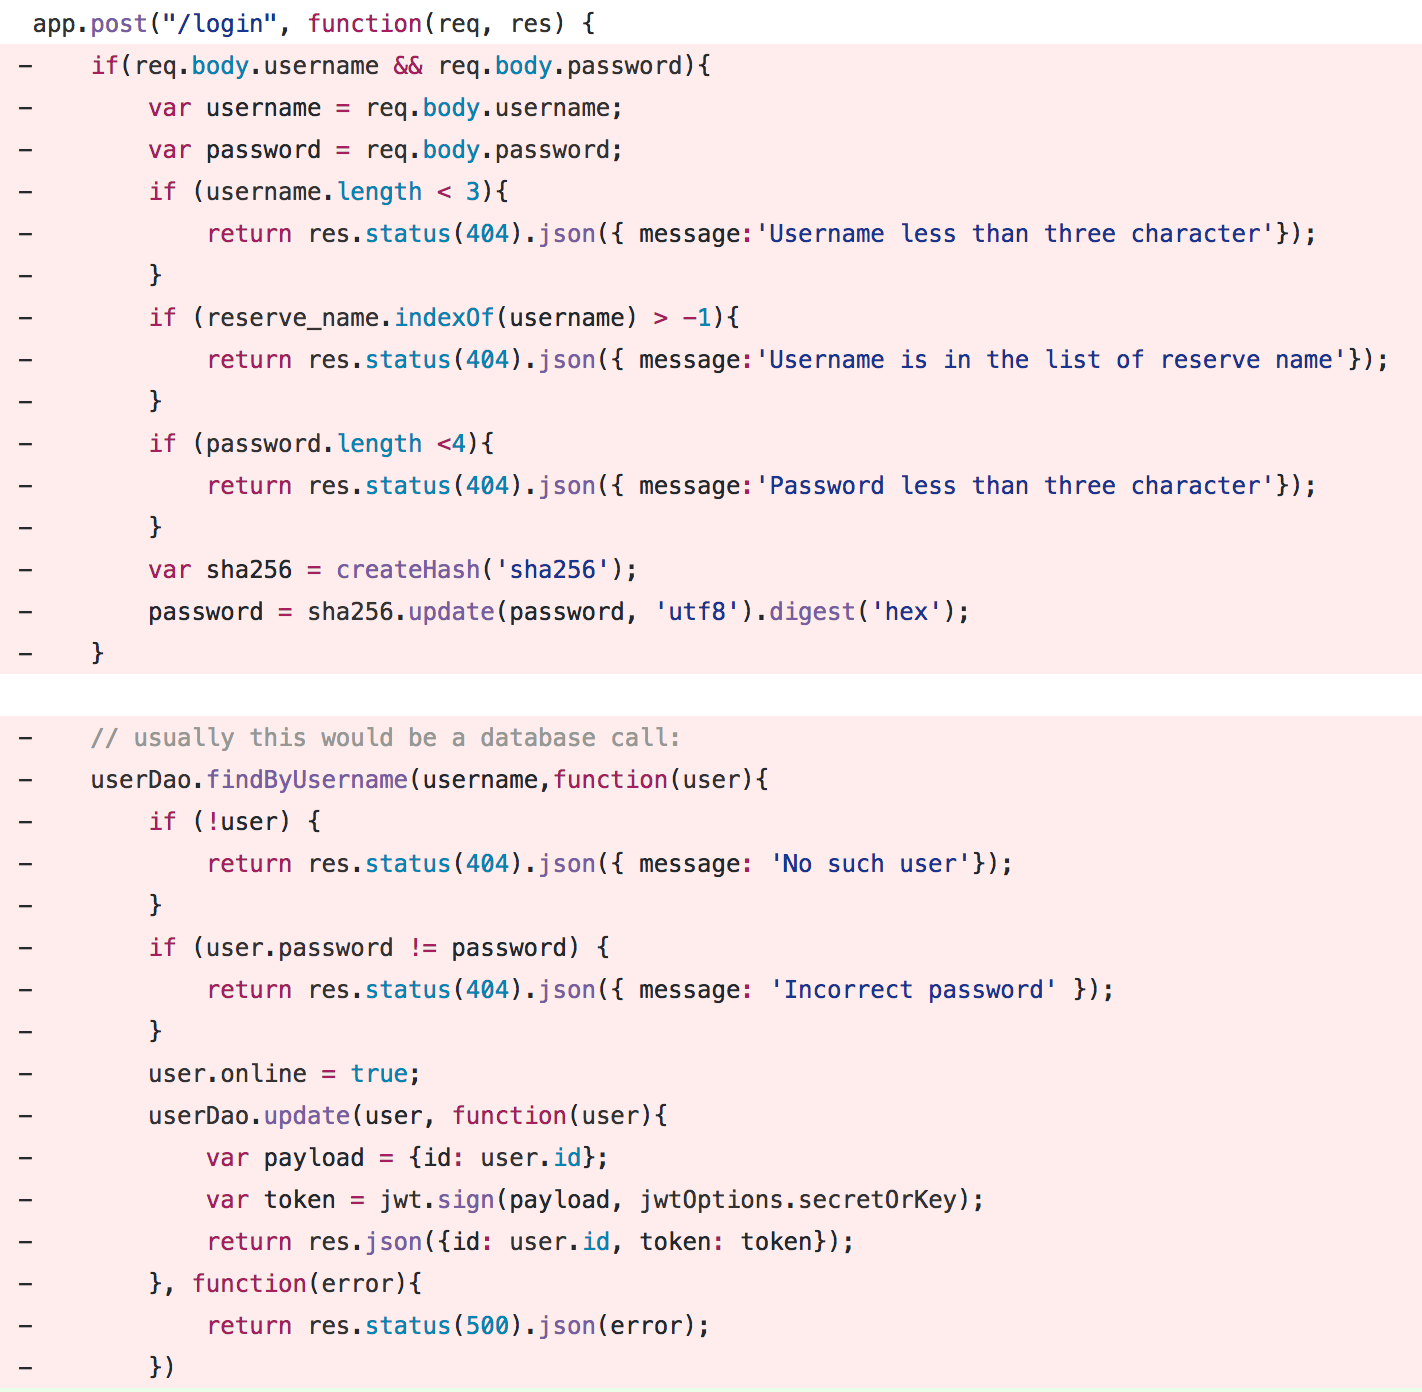 app.post("/login", function(req, res) {
−    if(req.body.username && req.body.password){
−        var username = req.body.username;
−        var password = req.body.password;
−        if (username.length < 3){
−            return res.status(404).json({ message:'Username less than three character'});
−        }
−        if (reserve_name.indexOf(username) > −1){
−            return res.status(404).json({ message:'Username is in the list of reserve name'});
−        }
−        if (password.length <4){
−            return res.status(404).json({ message:'Password less than three character'});
−        }
−        var sha256 = createHash('sha256');
−        password = sha256.update(password, 'utf8').digest('hex');
−    }
−    // usually this would be a database call:
−    userDao.findByUsername(username,function(user){
−        if (!user) {
−            return res.status(404).json({ message: 'No such user'});
−        }
−        if (user.password != password) {
−            return res.status(404).json({ message: 'Incorrect password' });
−        }
−        user.online = true;
−        userDao.update(user, function(user){
−            var payload = {id: user.id};
−            var token = jwt.sign(payload, jwtOptions.secretOrKey);
−            return res.json({id: user.id, token: token});
−        }, function(error){
−            return res.status(500).json(error);
−        })